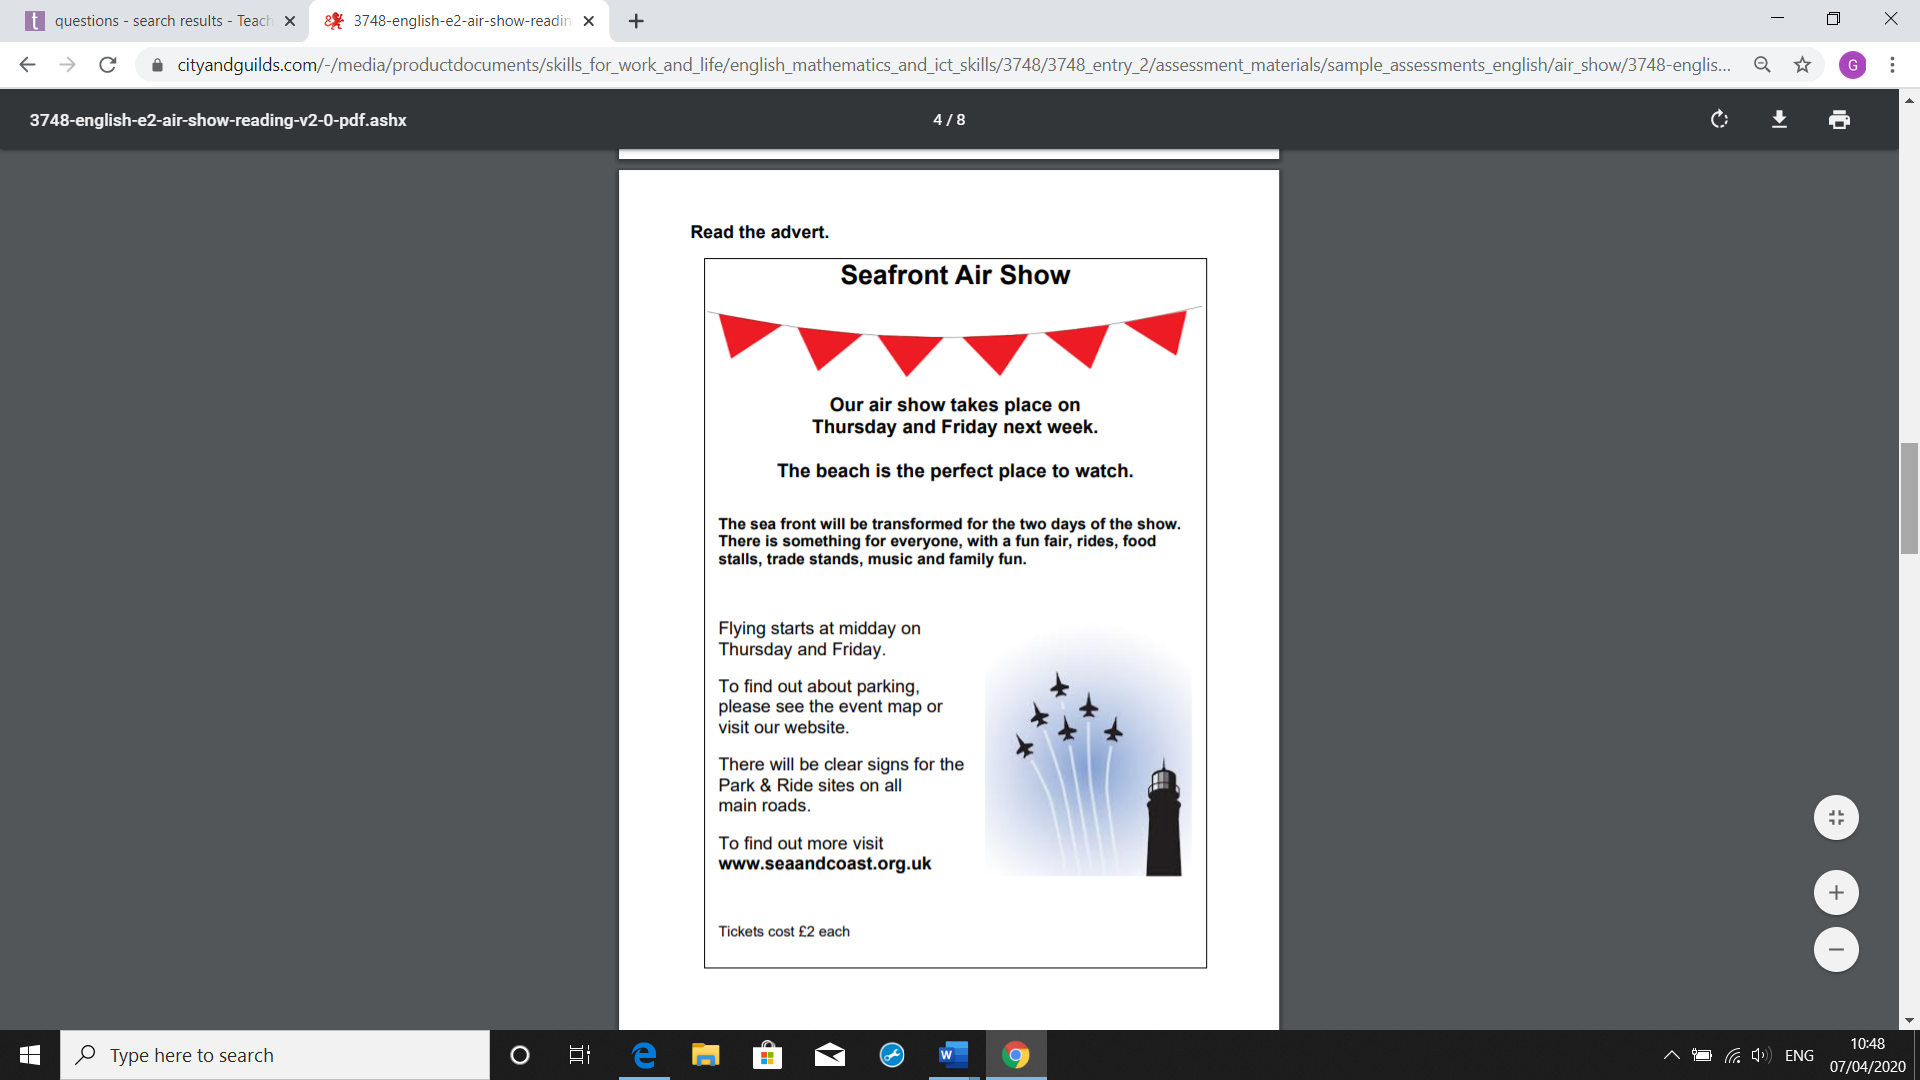 questions - search results - Teach
3748-english-e2-air-show-readin
cityandguilds.com/-/media/productdocuments/skills_for_work_and_life/english_mathematics_and_ict_skills/3748/3748_entry_2/assessment_materials/sample_assessments_english/air_show/3748-englis...
G
3748-english-e2-air-show-reading-v2-0-pdf.ashx
4 / 8
Read the advert.
Seafront Air Show
Our air show takes place on
Thursday and Friday next week.
The beach is the perfect place to watch.
The sea front will be transformed for the two days of the show.
There is something for everyone, with a fun fair, rides, food
stalls, trade stands, music and family fun.
Flying starts at midday on
Thursday and Friday.
To find out about parking,
please see the event map or
visit our website.
There will be clear signs for the
Park & Ride sites on all
main roads.
To find out more visit
www.seaandcoast.org.uk
Tickets cost £2 each
Type here to search
ENG
10:48
07/04/2020